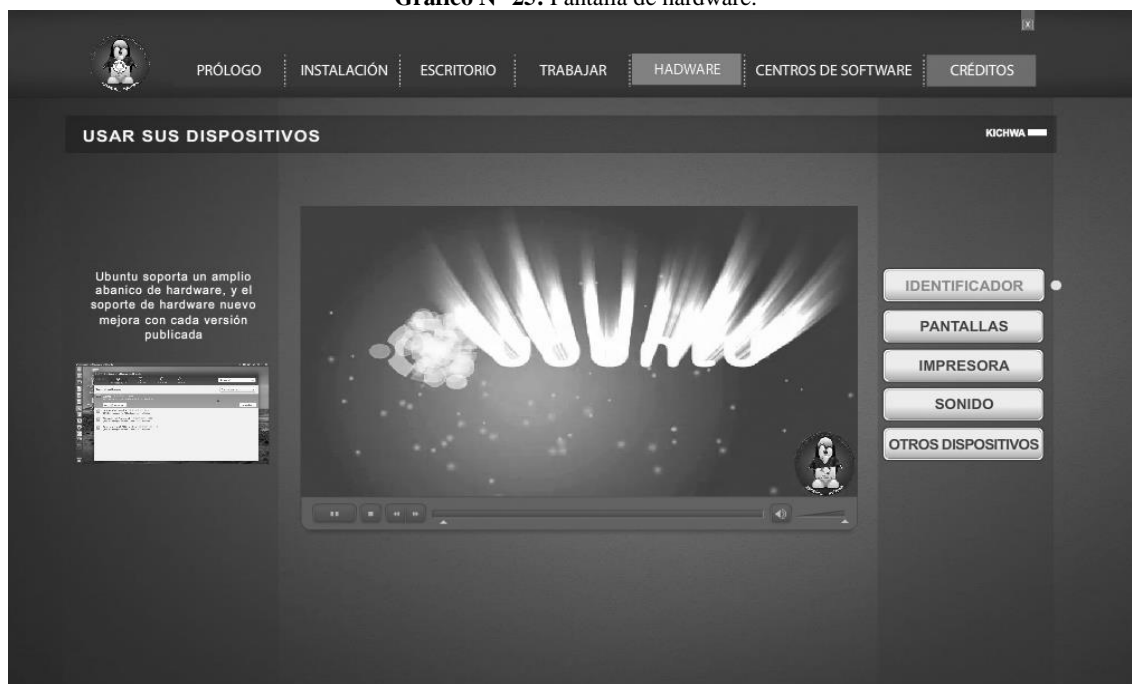 Gráfico N° 25: Pantalla de hardware.
[X]
PRÓLOGO INSTALACIÓN ESCRITORIO TRABAJAR HADWARE CENTROS DE SOFTWARE CRÉDITOS
USAR SUS DISPOSITIVOS
KICHWA
Ubuntu soporta un amplio
abanico de hardware, y el
soporte de hardware nuevo
mejora con cada versión
publicada
IDENTIFICADOR
PANTALLAS
IMPRESORA
SONIDO
OTROS DISPOSITIVOS